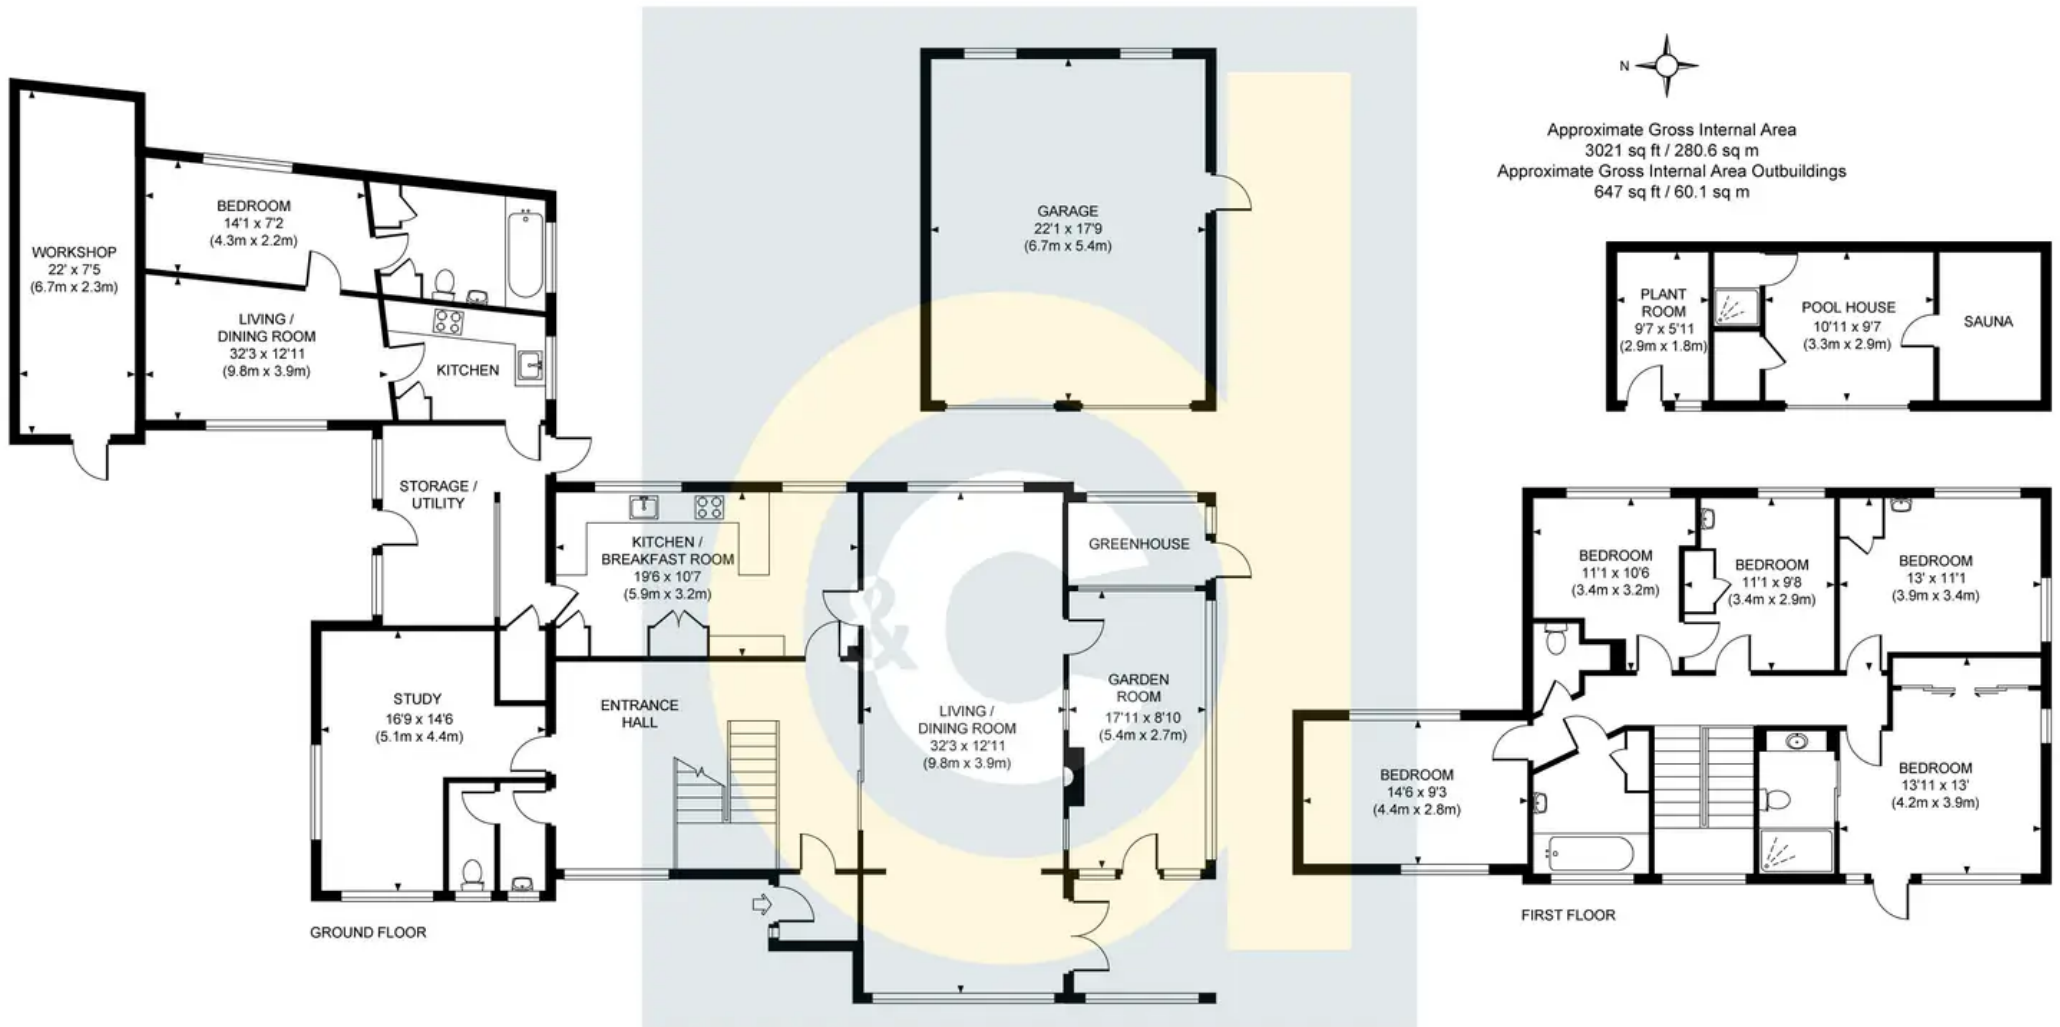 N
Approximate Gross Internal Area
3021 sq ft / 280.6 sq m
Approximate Gross Internal Area Outbuildings
647 sq ft / 60.1 sq m
WORKSHOP
22' x 7'5
(6.7m x 2.3m)
BEDROOM
14'1 x 7'2
(4.3m x 2.2m)
LIVING /
DINING ROOM
32'3 x 12'11
(9.8m x 3.9m)
KITCHEN
GARAGE
22'1 x 17'9
(6.7m x 5.4m)
PLANT
ROOM
9'7 x 5'11
(2.9m x 1.8m)
POOL HOUSE
10'11 x 9'7
(3.3m x 2.9m)
SAUNA
STORAGE /
UTILITY
KITCHEN /
BREAKFAST ROOM
19'6 x 10'7
(5.9m x 3.2m)
GREENHOUSE
STUDY
16'9 x 14'6
(5.1m x 4.4m)
ENTRANCE
HALL
LIVING /
DINING ROOM
32'3 x 12'11
(9.8m x 3.9m)
GARDEN
ROOM
17'11 x 8'10
(5.4m x 2.7m)
c&d
GROUND FLOOR
BEDROOM
11'1 x 10'6
(3.4m x 3.2m)
BEDROOM
11'1 x 9'8
(3.4m x 2.9m)
BEDROOM
13' x 11'1
(3.9m x 3.4m)
BEDROOM
14'6 x 9'3
(4.4m x 2.8m)
BEDROOM
13'11 x 13'
(4.2m x 3.9m)
FIRST FLOOR